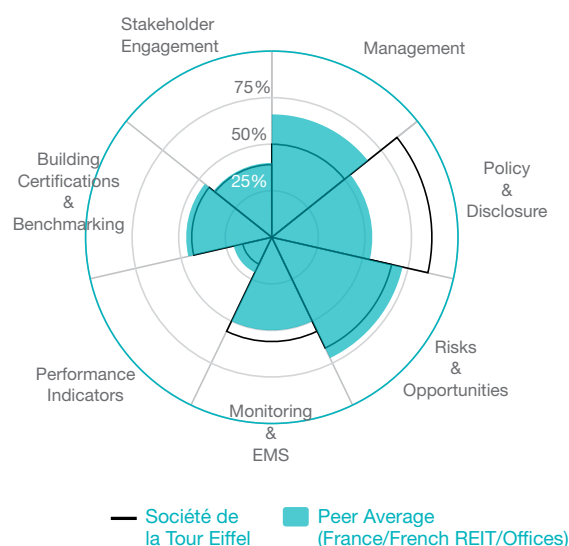 Stakeholder
Engagement
Management
75%
50%
25%
Building
Certifications
&
Benchmarking
Policy
&
Disclosure
Risks
&
Opportunities
Performance
Indicators
Monitoring
&
EMS
Société de
la Tour Eiffel
Peer Average
(France/French REIT/Offices)